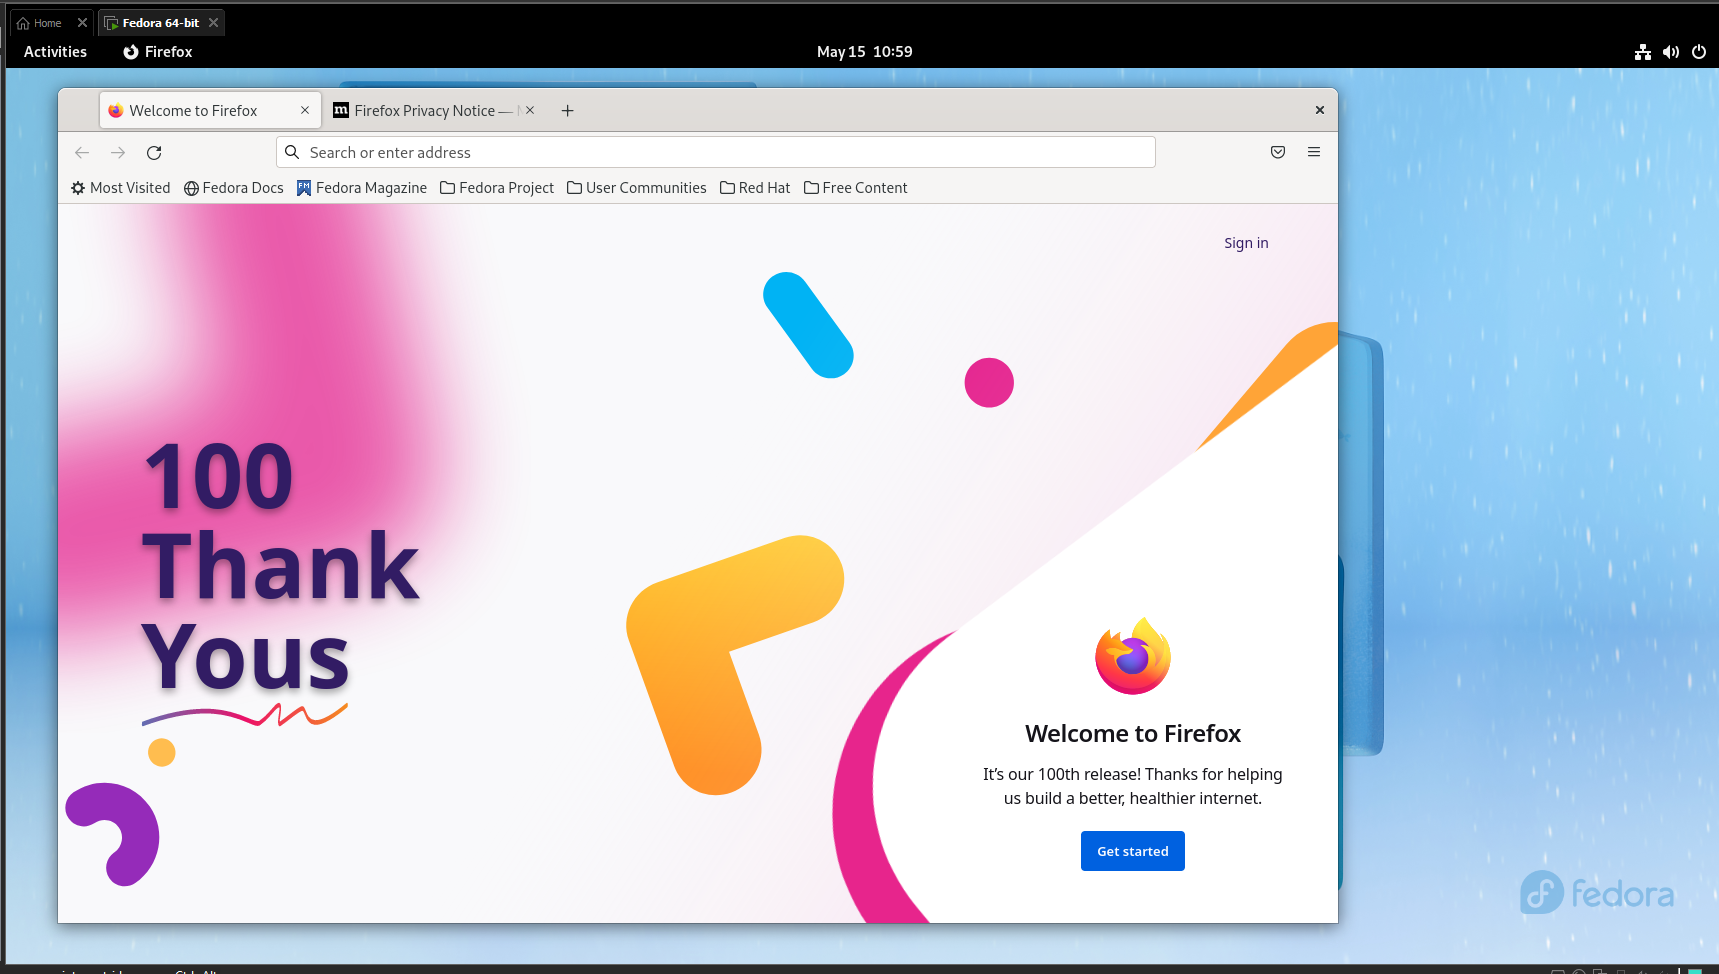 Home
Fedora 64-bit
Activities Firefox May 15 10:59
Welcome to Firefox
Firefox Privacy Notice —
Search or enter address
Most Visited Fedora Docs Fedora Magazine Fedora Project User Communities Red Hat Free Content
Sign in
100
Thank
Yous
Welcome to Firefox
It’s our 100th release! Thanks for helping
us build a better, healthier internet.
Get started
fedora